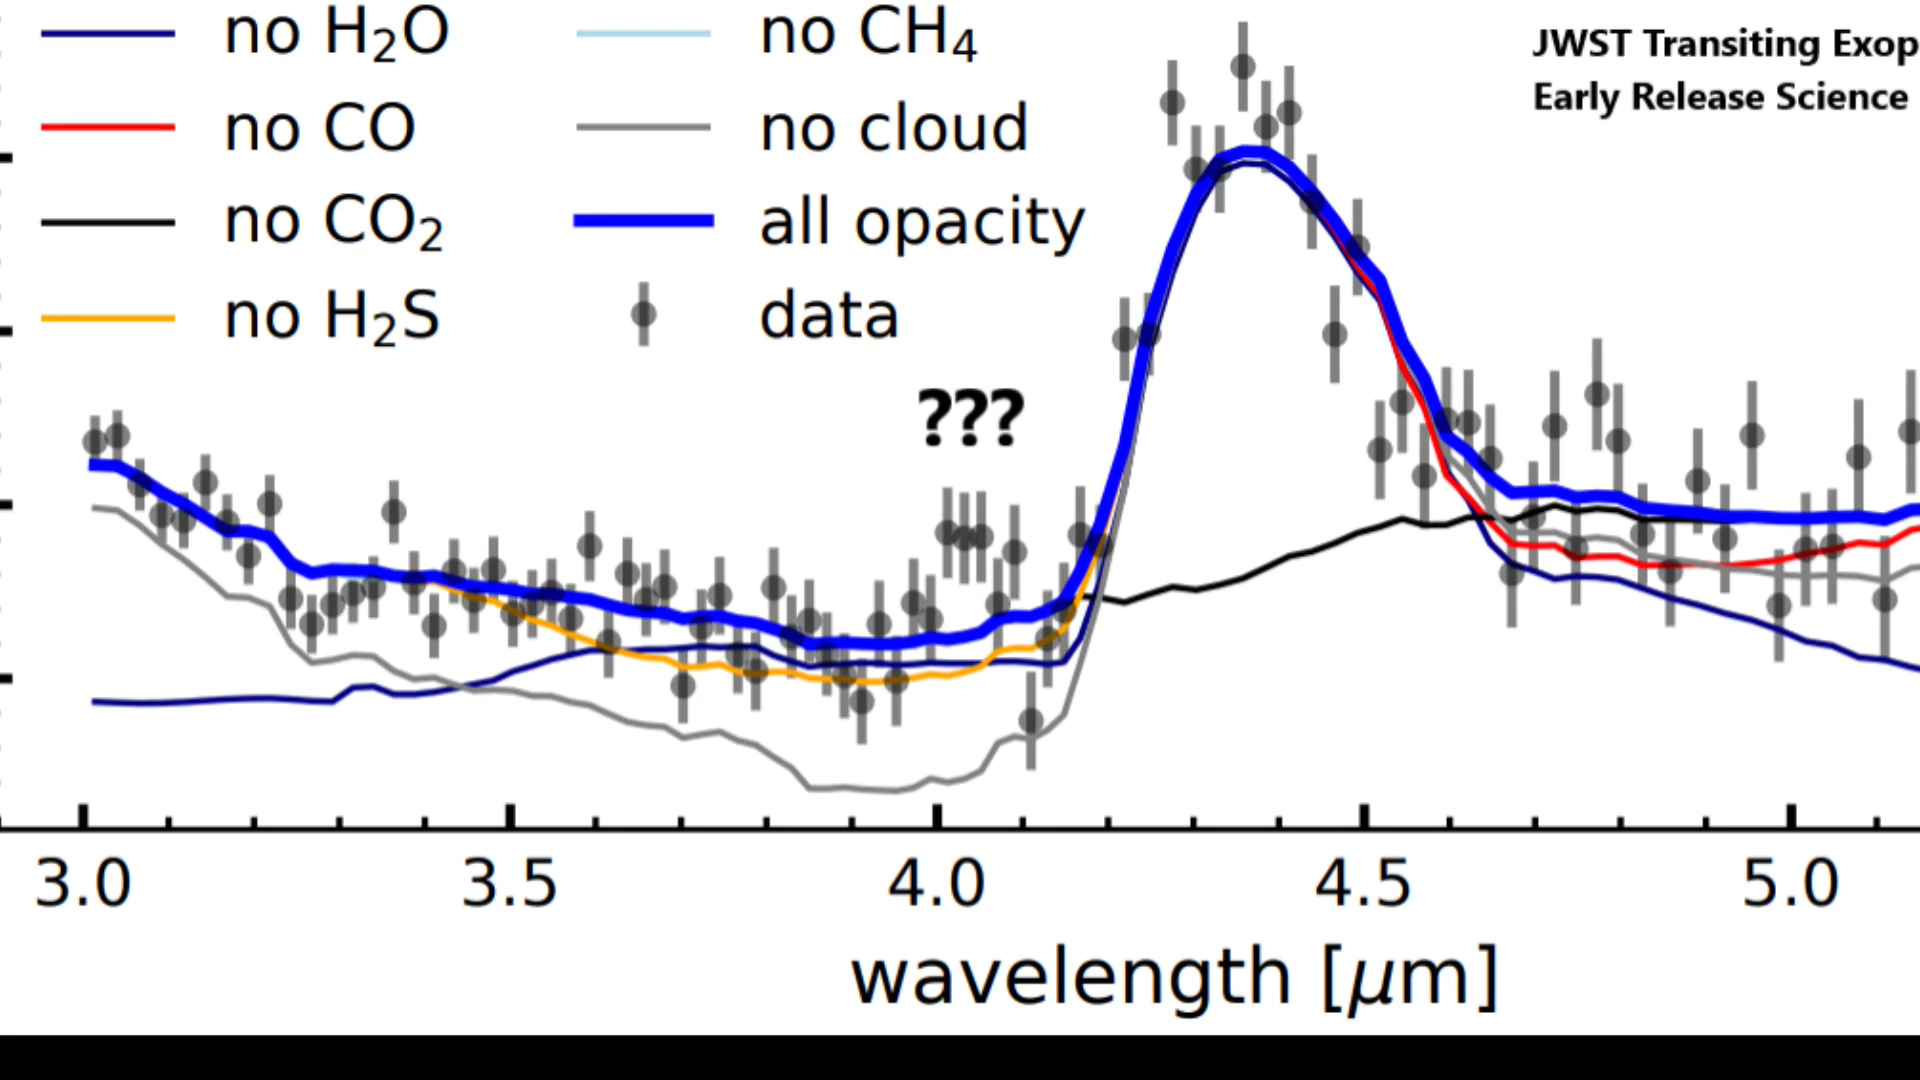 no H₂O
no CH₄
JWST Transiting Exop
no CO
no cloud
Early Release Science
no CO₂
all opacity
no H₂S
data
???
3.0 3.5 4.0 4.5 5.0
wavelength [μm]